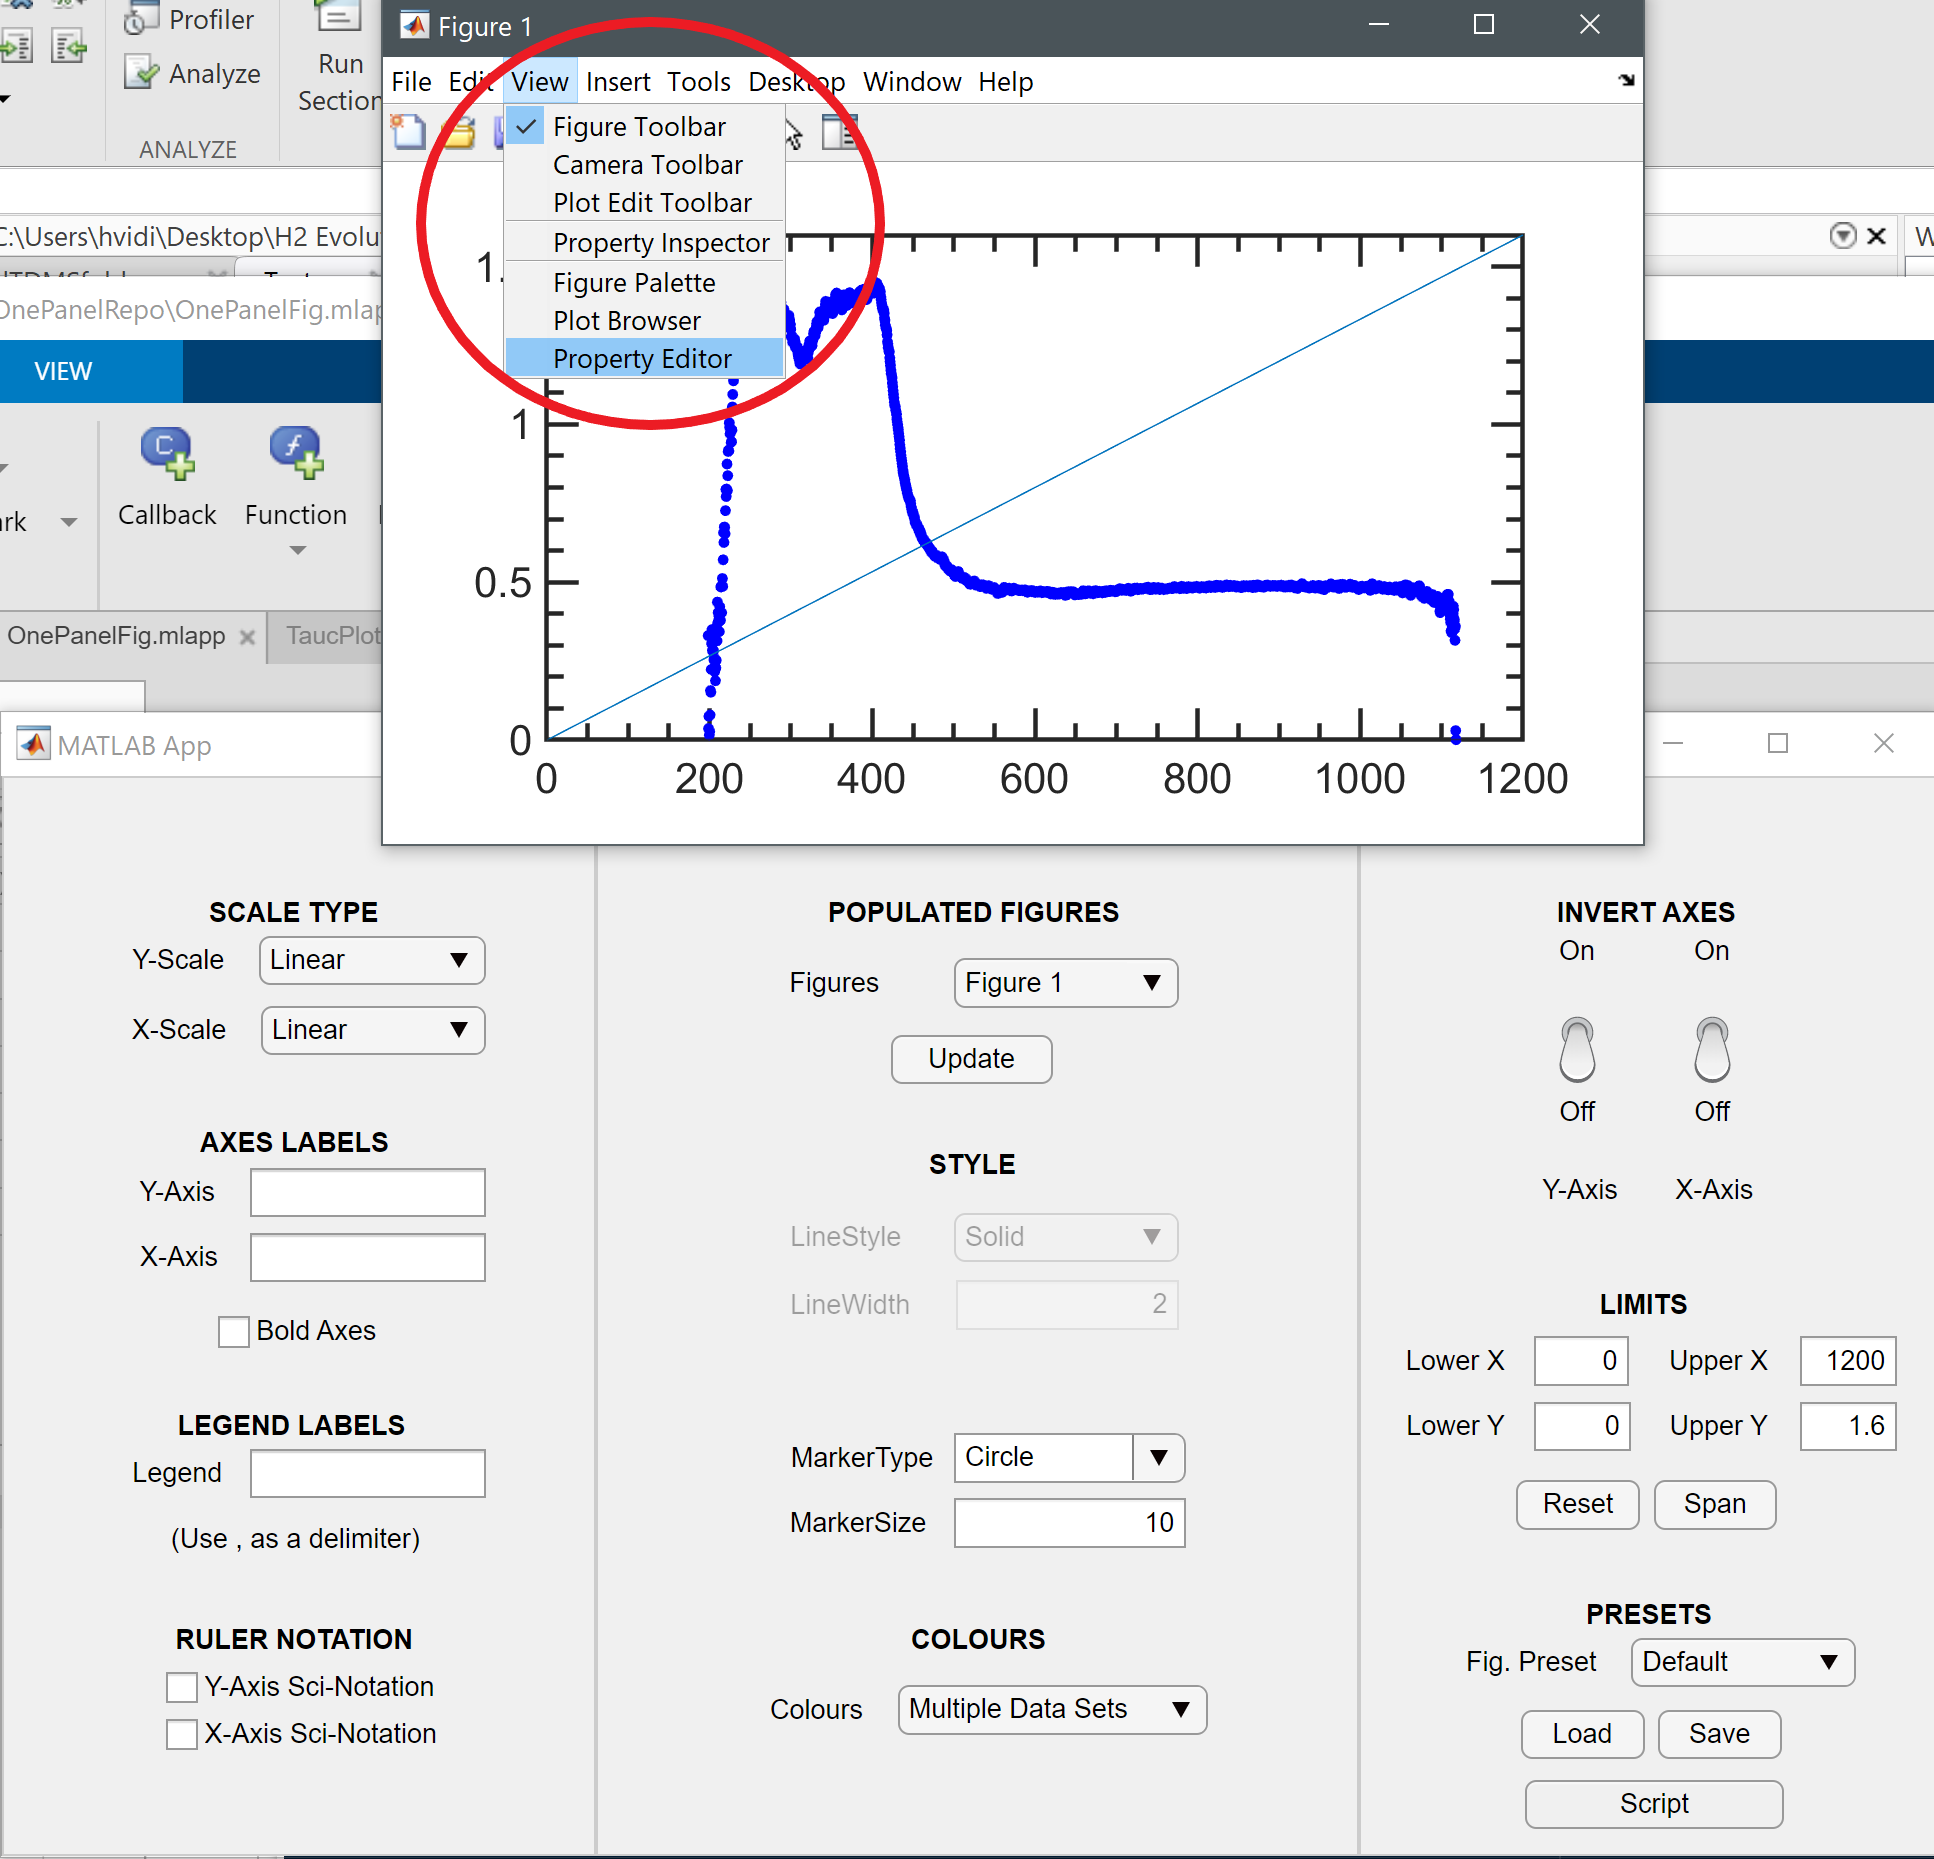 Profiler
Analyze
Run
Section
ANALYZE
Figure 1
File Edit View Insert Tools Desktop Window Help
Figure Toolbar
Camera Toolbar
Plot Edit Toolbar
Property Inspector
Figure Palette
Plot Browser
Property Editor
C:\Users\hvidi\Desktop\H2 Evolu
OnePanelRepo\OnePanelFig.mlap
VIEW
Callback
Function
OnePanelFig.mlapp
TaucPlot
1
0.5
0
0 200 400 600 800 1000 1200
MATLAB App
SCALE TYPE
Y-Scale Linear
X-Scale Linear
AXES LABELS
Y-Axis
X-Axis
Bold Axes
LEGEND LABELS
Legend
(Use , as a delimiter)
RULER NOTATION
Y-Axis Sci-Notation
X-Axis Sci-Notation
POPULATED FIGURES
Figures Figure 1
Update
STYLE
LineStyle Solid
LineWidth 2
MarkerType Circle
MarkerSize 10
COLOURS
Colours Multiple Data Sets
INVERT AXES
On On
Off Off
Y-Axis X-Axis
LIMITS
Lower X 0 Upper X 1200
Lower Y 0 Upper Y 1.6
Reset Span
PRESETS
Fig. Preset Default
Load Save
Script